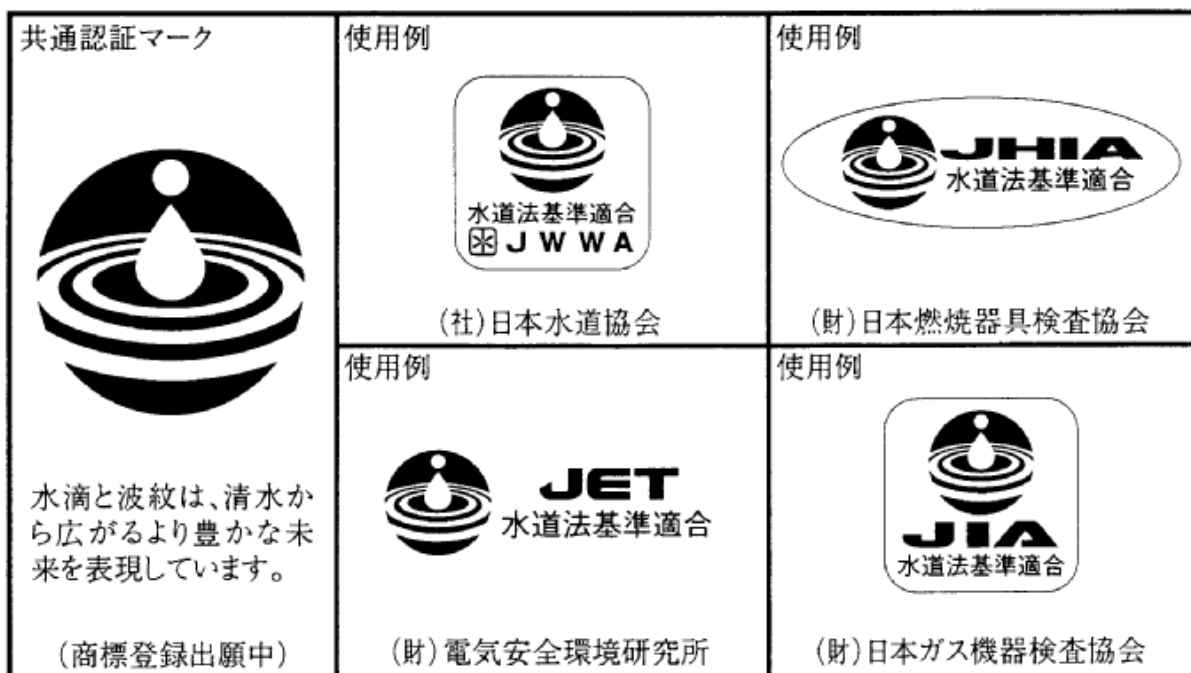 共通認証マーク
水滴と波紋は、清水か
ら広がるより豊かな未
来を表現しています。
(商標登録出願中)
使用例
水道法基準適合
JWWA
(社)日本水道協会
使用例
JHIA
水道法基準適合
(財)日本燃焼器具検査協会
使用例
JET
水道法基準適合
(財)電気安全環境研究所
使用例
JIA
水道法基準適合
(財)日本ガス機器検査協会